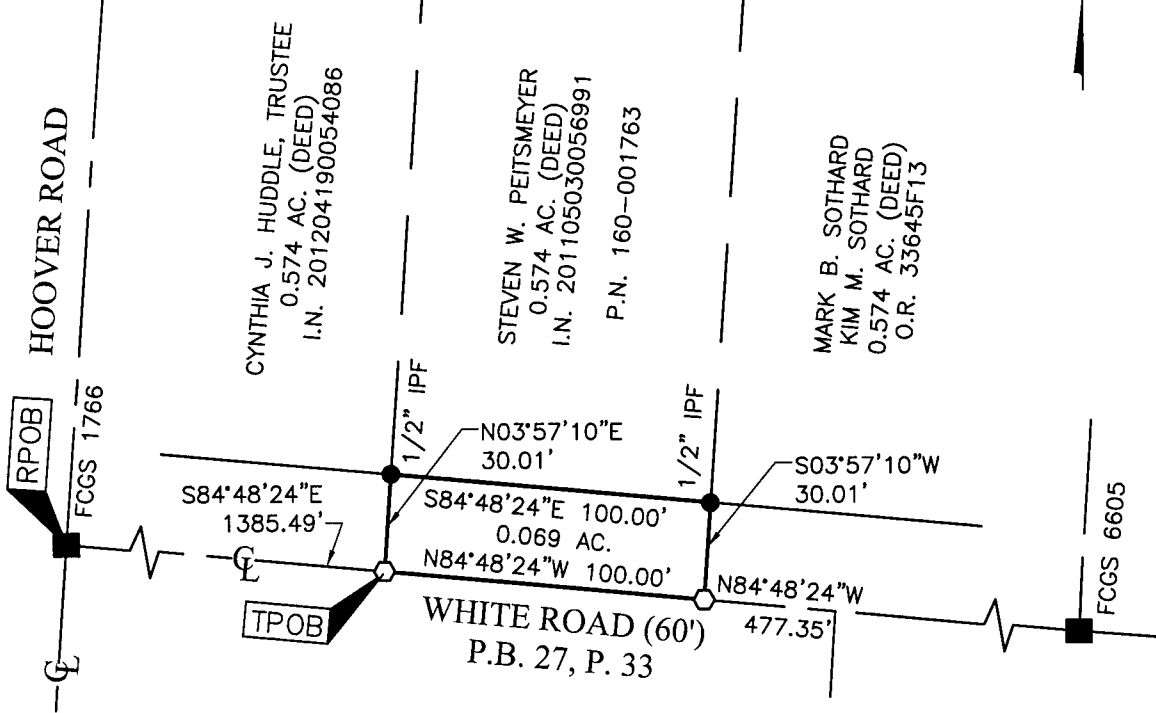 HOOVER ROAD
RPOB
FCGS 1766
CYNTHIA J. HUDDLE, TRUSTEE
0.574 AC. (DEED)
I.N. 201204190054086
STEVEN W. PEITSMEYER
0.574 AC. (DEED)
I.N. 201105030056991
P.N. 160-001763
MARK B. SOTHARD
KIM M. SOTHARD
0.574 AC. (DEED)
O.R. 33645F13
1/2" IPF
1/2" IPF
N03°57'10"E
30.01'
S03°57'10"W
30.01'
S84°48'24"E
1385.49'
S84°48'24"E 100.00'
0.069 AC.
N84°48'24"W 100.00'
N84°48'24"W
477.35'
CL
TPOB
WHITE ROAD (60')
P.B. 27, P. 33
FCGS 6605
CL